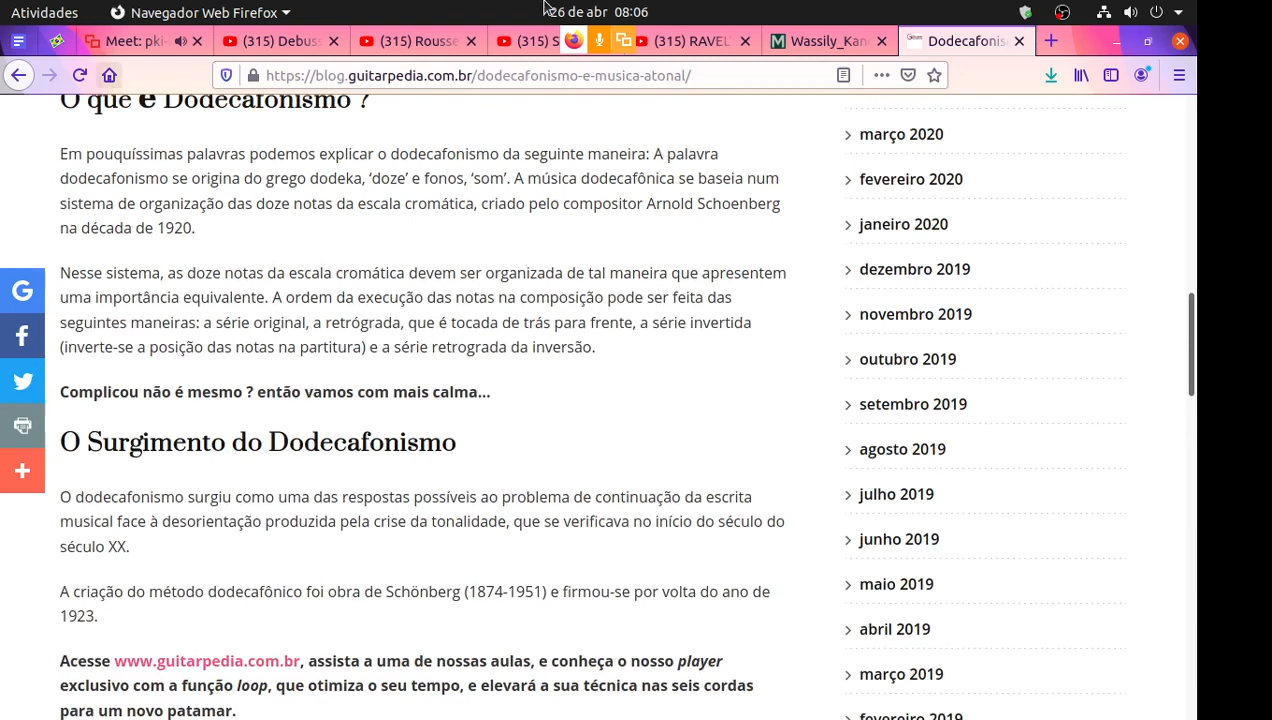 Atividades
Navegador Web Firefox
26 de abr 08:06
Meet: pki-
(315) Debus
(315) Rousse
(315) S
(315) RAVEL'
Wassily_Kan
Dodecafonis
https://blog.guitarpedia.com.br/dodecafonismo-e-musica-atonal/
O que é Dodecafonismo ?
Em pouquíssimas palavras podemos explicar o dodecafonismo da seguinte maneira: A palavra
dodecafonismo se origina do grego dodeka, ‘doze’ e fonos, ‘som’. A música dodecafônica se baseia num
sistema de organização das doze notas da escala cromática, criado pelo compositor Arnold Schoenberg
na década de 1920.
Nesse sistema, as doze notas da escala cromática devem ser organizada de tal maneira que apresentem
uma importância equivalente. A ordem da execução das notas na composição pode ser feita das
seguintes maneiras: a série original, a retrógrada, que é tocada de trás para frente, a série invertida
(inverte-se a posição das notas na partitura) e a série retrograda da inversão.
Complicou não é mesmo ? então vamos com mais calma…
O Surgimento do Dodecafonismo
O dodecafonismo surgiu como uma das respostas possíveis ao problema de continuação da escrita
musical face à desorientação produzida pela crise da tonalidade, que se verificava no início do século do
século XX.
A criação do método dodecafônico foi obra de Schönberg (1874-1951) e firmou-se por volta do ano de
1923.
Acesse www.guitarpedia.com.br, assista a uma de nossas aulas, e conheça o nosso player
exclusivo com a função loop, que otimiza o seu tempo, e elevará a sua técnica nas seis cordas
para um novo patamar.
março 2020
fevereiro 2020
janeiro 2020
dezembro 2019
novembro 2019
outubro 2019
setembro 2019
agosto 2019
julho 2019
junho 2019
maio 2019
abril 2019
março 2019
fevereiro 2019